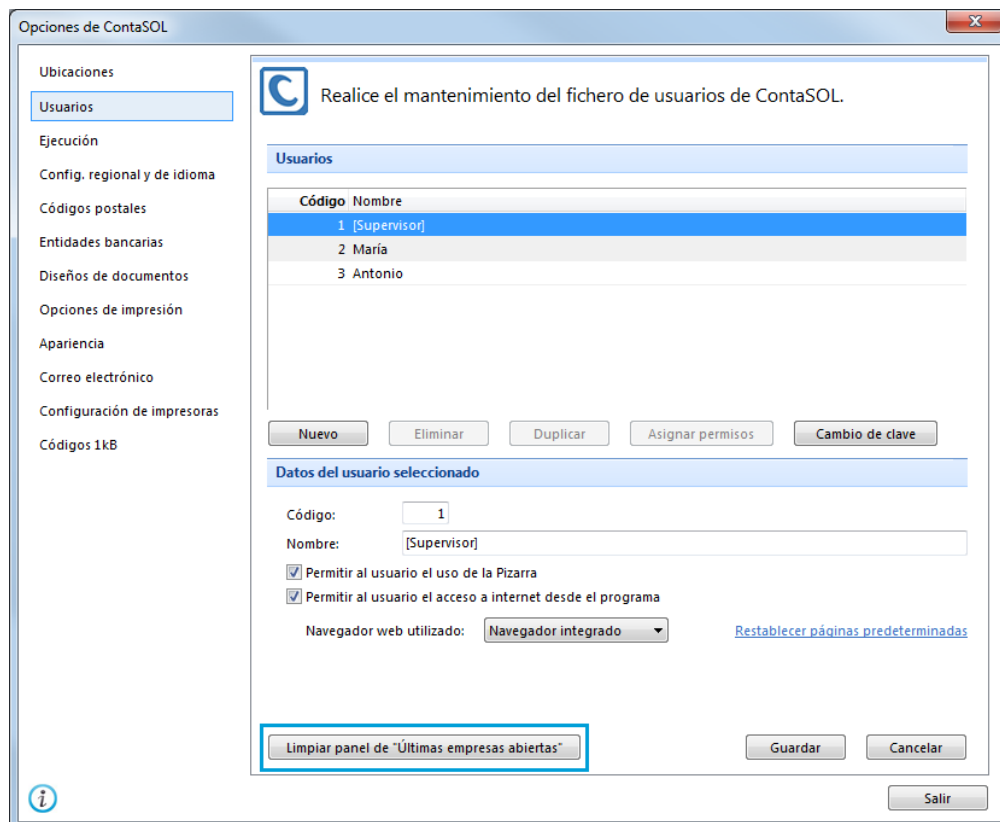 Opciones de ContaSOL
Ubicaciones
Usuarios
Ejecución
Config. regional y de idioma
Códigos postales
Entidades bancarias
Diseños de documentos
Opciones de impresión
Apariencia
Correo electrónico
Configuración de impresoras
Códigos 1kB
Realice el mantenimiento del fichero de usuarios de ContaSOL.
Usuarios
Código Nombre
1 [Supervisor]
2 María
3 Antonio
Nuevo Eliminar Duplicar Asignar permisos Cambio de clave
Datos del usuario seleccionado
Código: 1
Nombre: [Supervisor]
Permitir al usuario el uso de la Pizarra
Permitir al usuario el acceso a internet desde el programa
Navegador web utilizado: Navegador integrado Restablecer páginas predeterminadas
Limpiar panel de "Últimas empresas abiertas" Guardar Cancelar
Salir